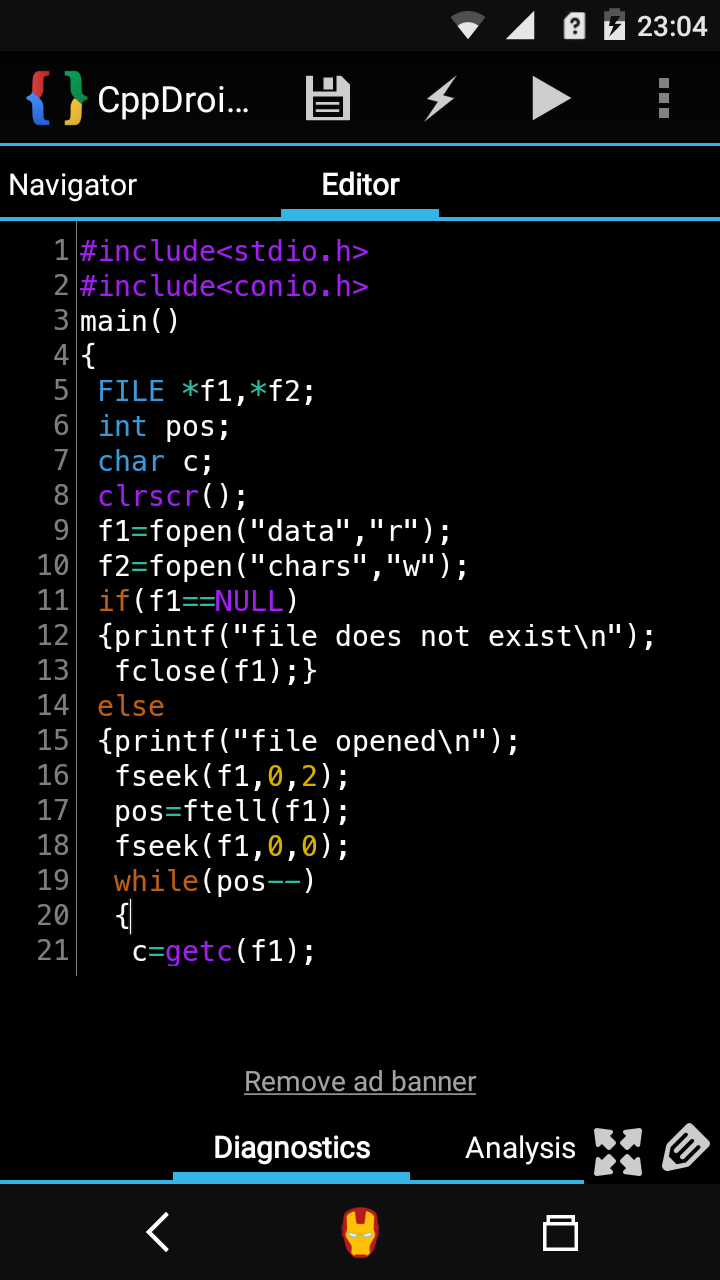 23:04
CppDroi...
Navigator Editor
1 #include<stdio.h>
2 #include<conio.h>
3 main()
4 {
5 FILE *f1,*f2;
6 int pos;
7 char c;
8 clrscr();
9 f1=fopen("data","r");
10 f2=fopen("chars","w");
11 if(f1==NULL)
12 {printf("file does not exist\n");
13 fclose(f1);}
14 else
15 {printf("file opened\n");
16 fseek(f1,0,2);
17 pos=ftell(f1);
18 fseek(f1,0,0);
19 while(pos--)
20 {
21 c=getc(f1);
Remove ad banner
Diagnostics Analysis